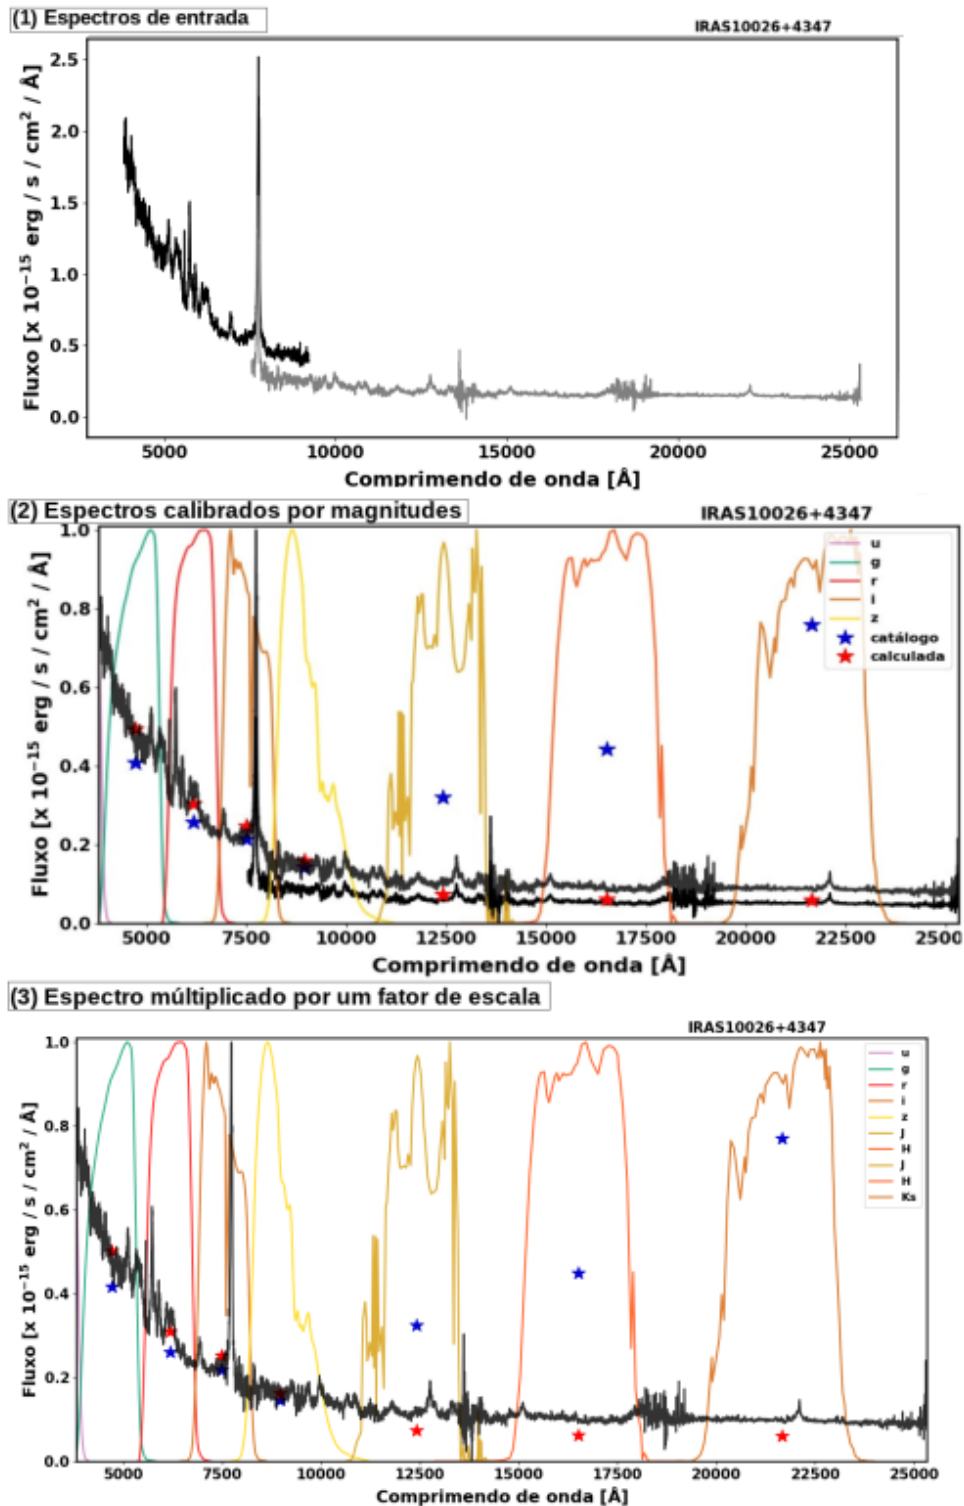 (1) Espectros de entrada
IRAS10026+4347
2.5
2.0
1.5
1.0
0.5
0.0
Fluxo [x 10⁻¹⁵ erg / s / cm² / Å]
5000 10000 15000 20000 25000
Comprimendo de onda [Å]
(2) Espectros calibrados por magnitudes
IRAS10026+4347
1.0
0.8
0.6
0.4
0.2
0.0
Fluxo [x 10⁻¹⁵ erg / s / cm² / Å]
u
g
r
i
z
catálogo
calculada
5000 7500 10000 12500 15000 17500 20000 22500 2500
Comprimendo de onda [Å]
(3) Espectro múltiplicado por um fator de escala
IRAS10026+4347
1.0
0.8
0.6
0.4
0.2
0.0
Fluxo [x 10⁻¹⁵ erg / s / cm² / Å]
u
g
r
i
z
J
H
J
H
Ks
5000 7500 10000 12500 15000 17500 20000 22500 25000
Comprimendo de onda [Å]